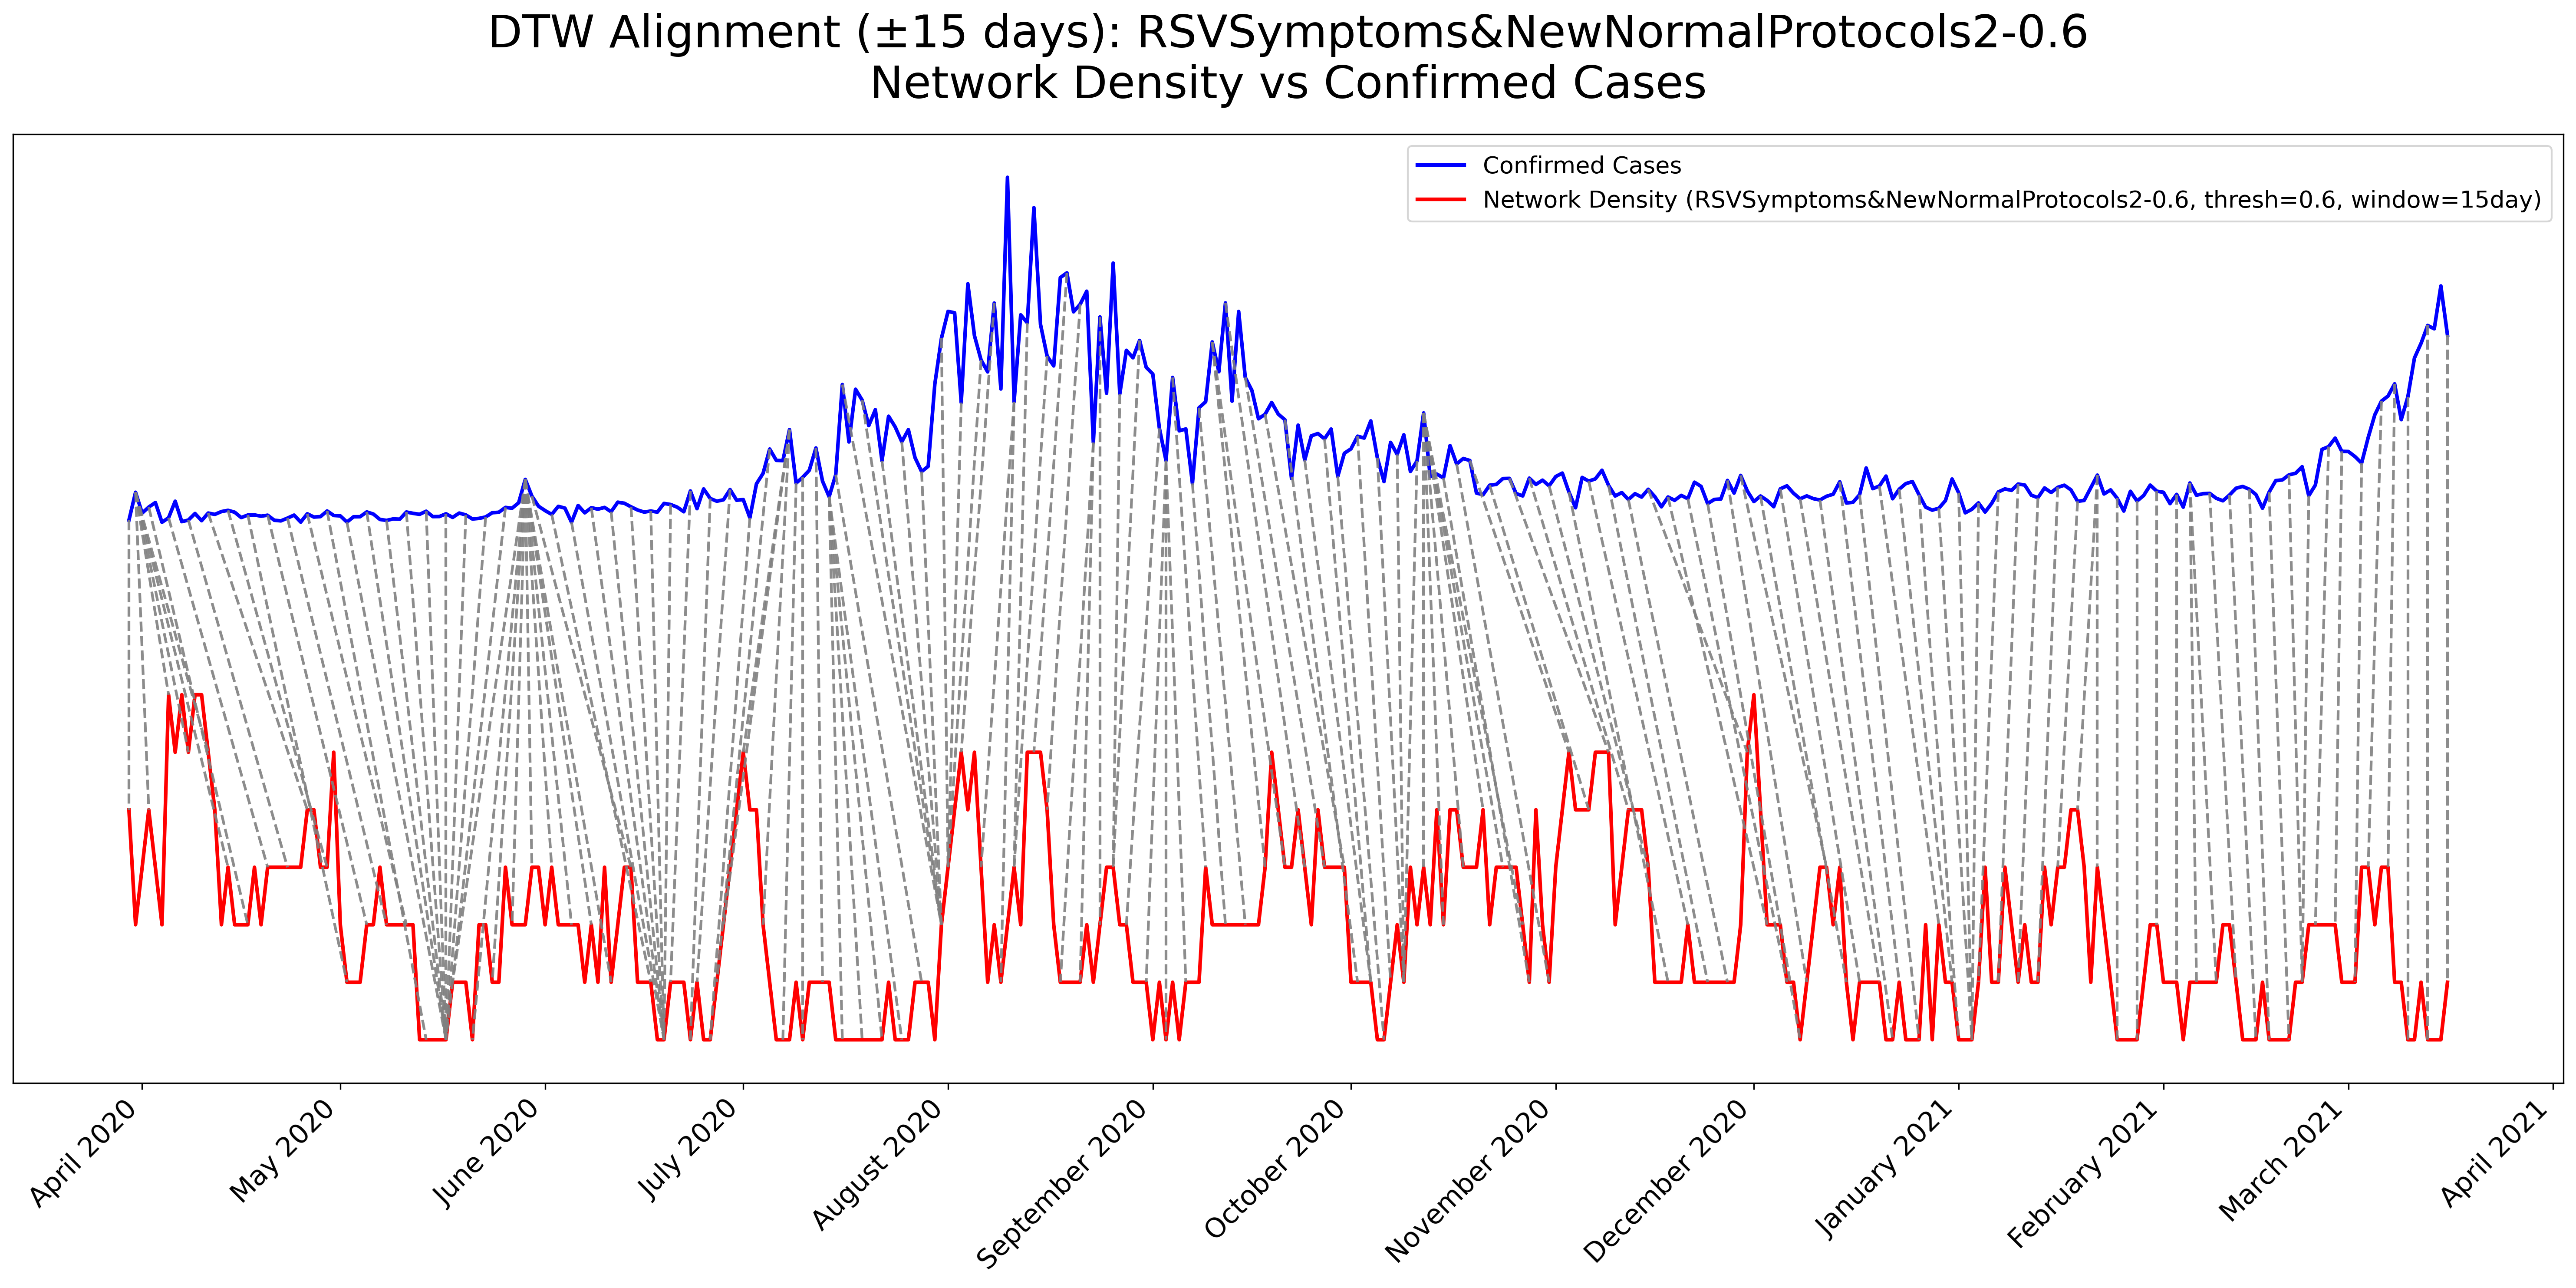 DTW Alignment (±15 days): RSVSymptoms&NewNormalProtocols2-0.6
Network Density vs Confirmed Cases
Confirmed Cases
Network Density (RSVSymptoms&NewNormalProtocols2-0.6, thresh=0.6, window=15day)
April 2020
May 2020
June 2020
July 2020
August 2020
September 2020
October 2020
November 2020
December 2020
January 2021
February 2021
March 2021
April 2021